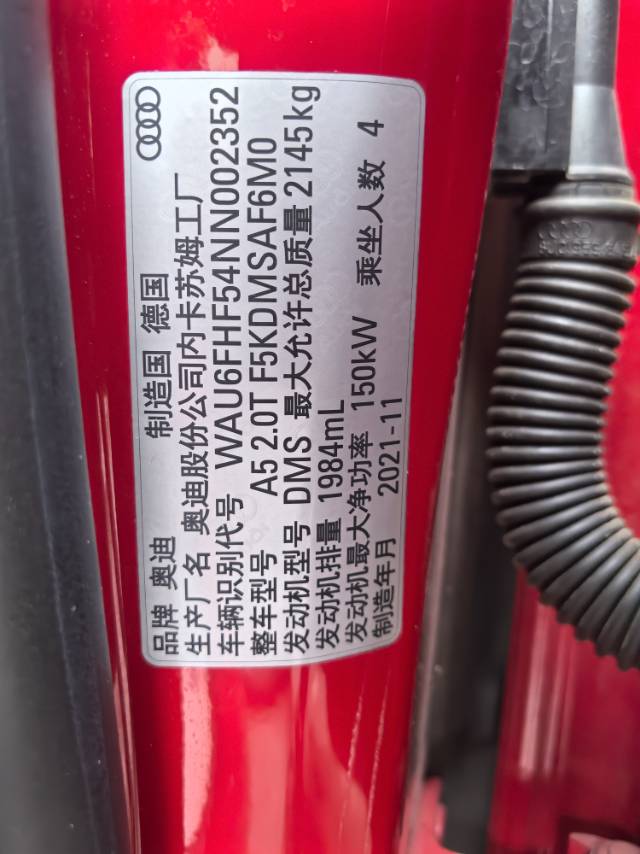 品牌 奥迪 制造国 德国
生产厂名 奥迪股份公司内卡苏姆工厂
车辆识别代号 WAU6FHF54NN002352
整车型号 A5 2.0T F5KDMSAF6M0
发动机型号 DMS 最大允许总质量 2145kg
发动机排量 1984mL
发动机最大净功率 150kW 乘坐人数 4
制造年月 2021-11